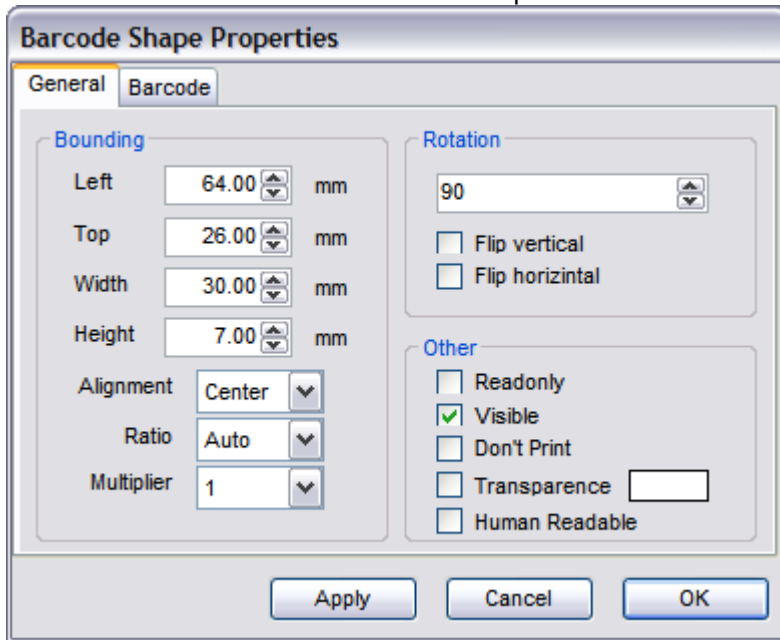 Barcode Shape Properties
General Barcode
Bounding
Left 64.00 mm
Top 26.00 mm
Width 30.00 mm
Height 7.00 mm
Alignment Center
Ratio Auto
Multiplier 1
Rotation
90
Flip vertical
Flip horizintal
Other
Readonly
Visible
Don't Print
Transparence
Human Readable
Apply Cancel OK